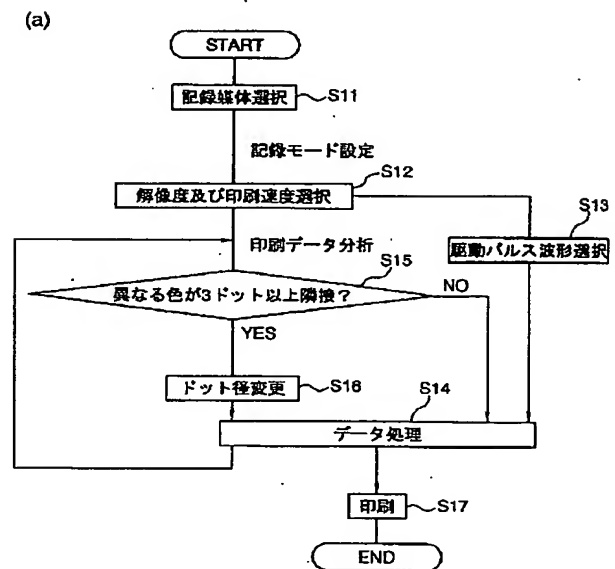 (a)
START
記録媒体選択
S11
記録モード設定
S12
解像度及び印刷速度選択
S13
駆動パルス波形選択
印刷データ分析
S15
異なる色が3ドット以上隣接?
NO
YES
ドット径変更
S16
S14
データ処理
印刷
S17
END